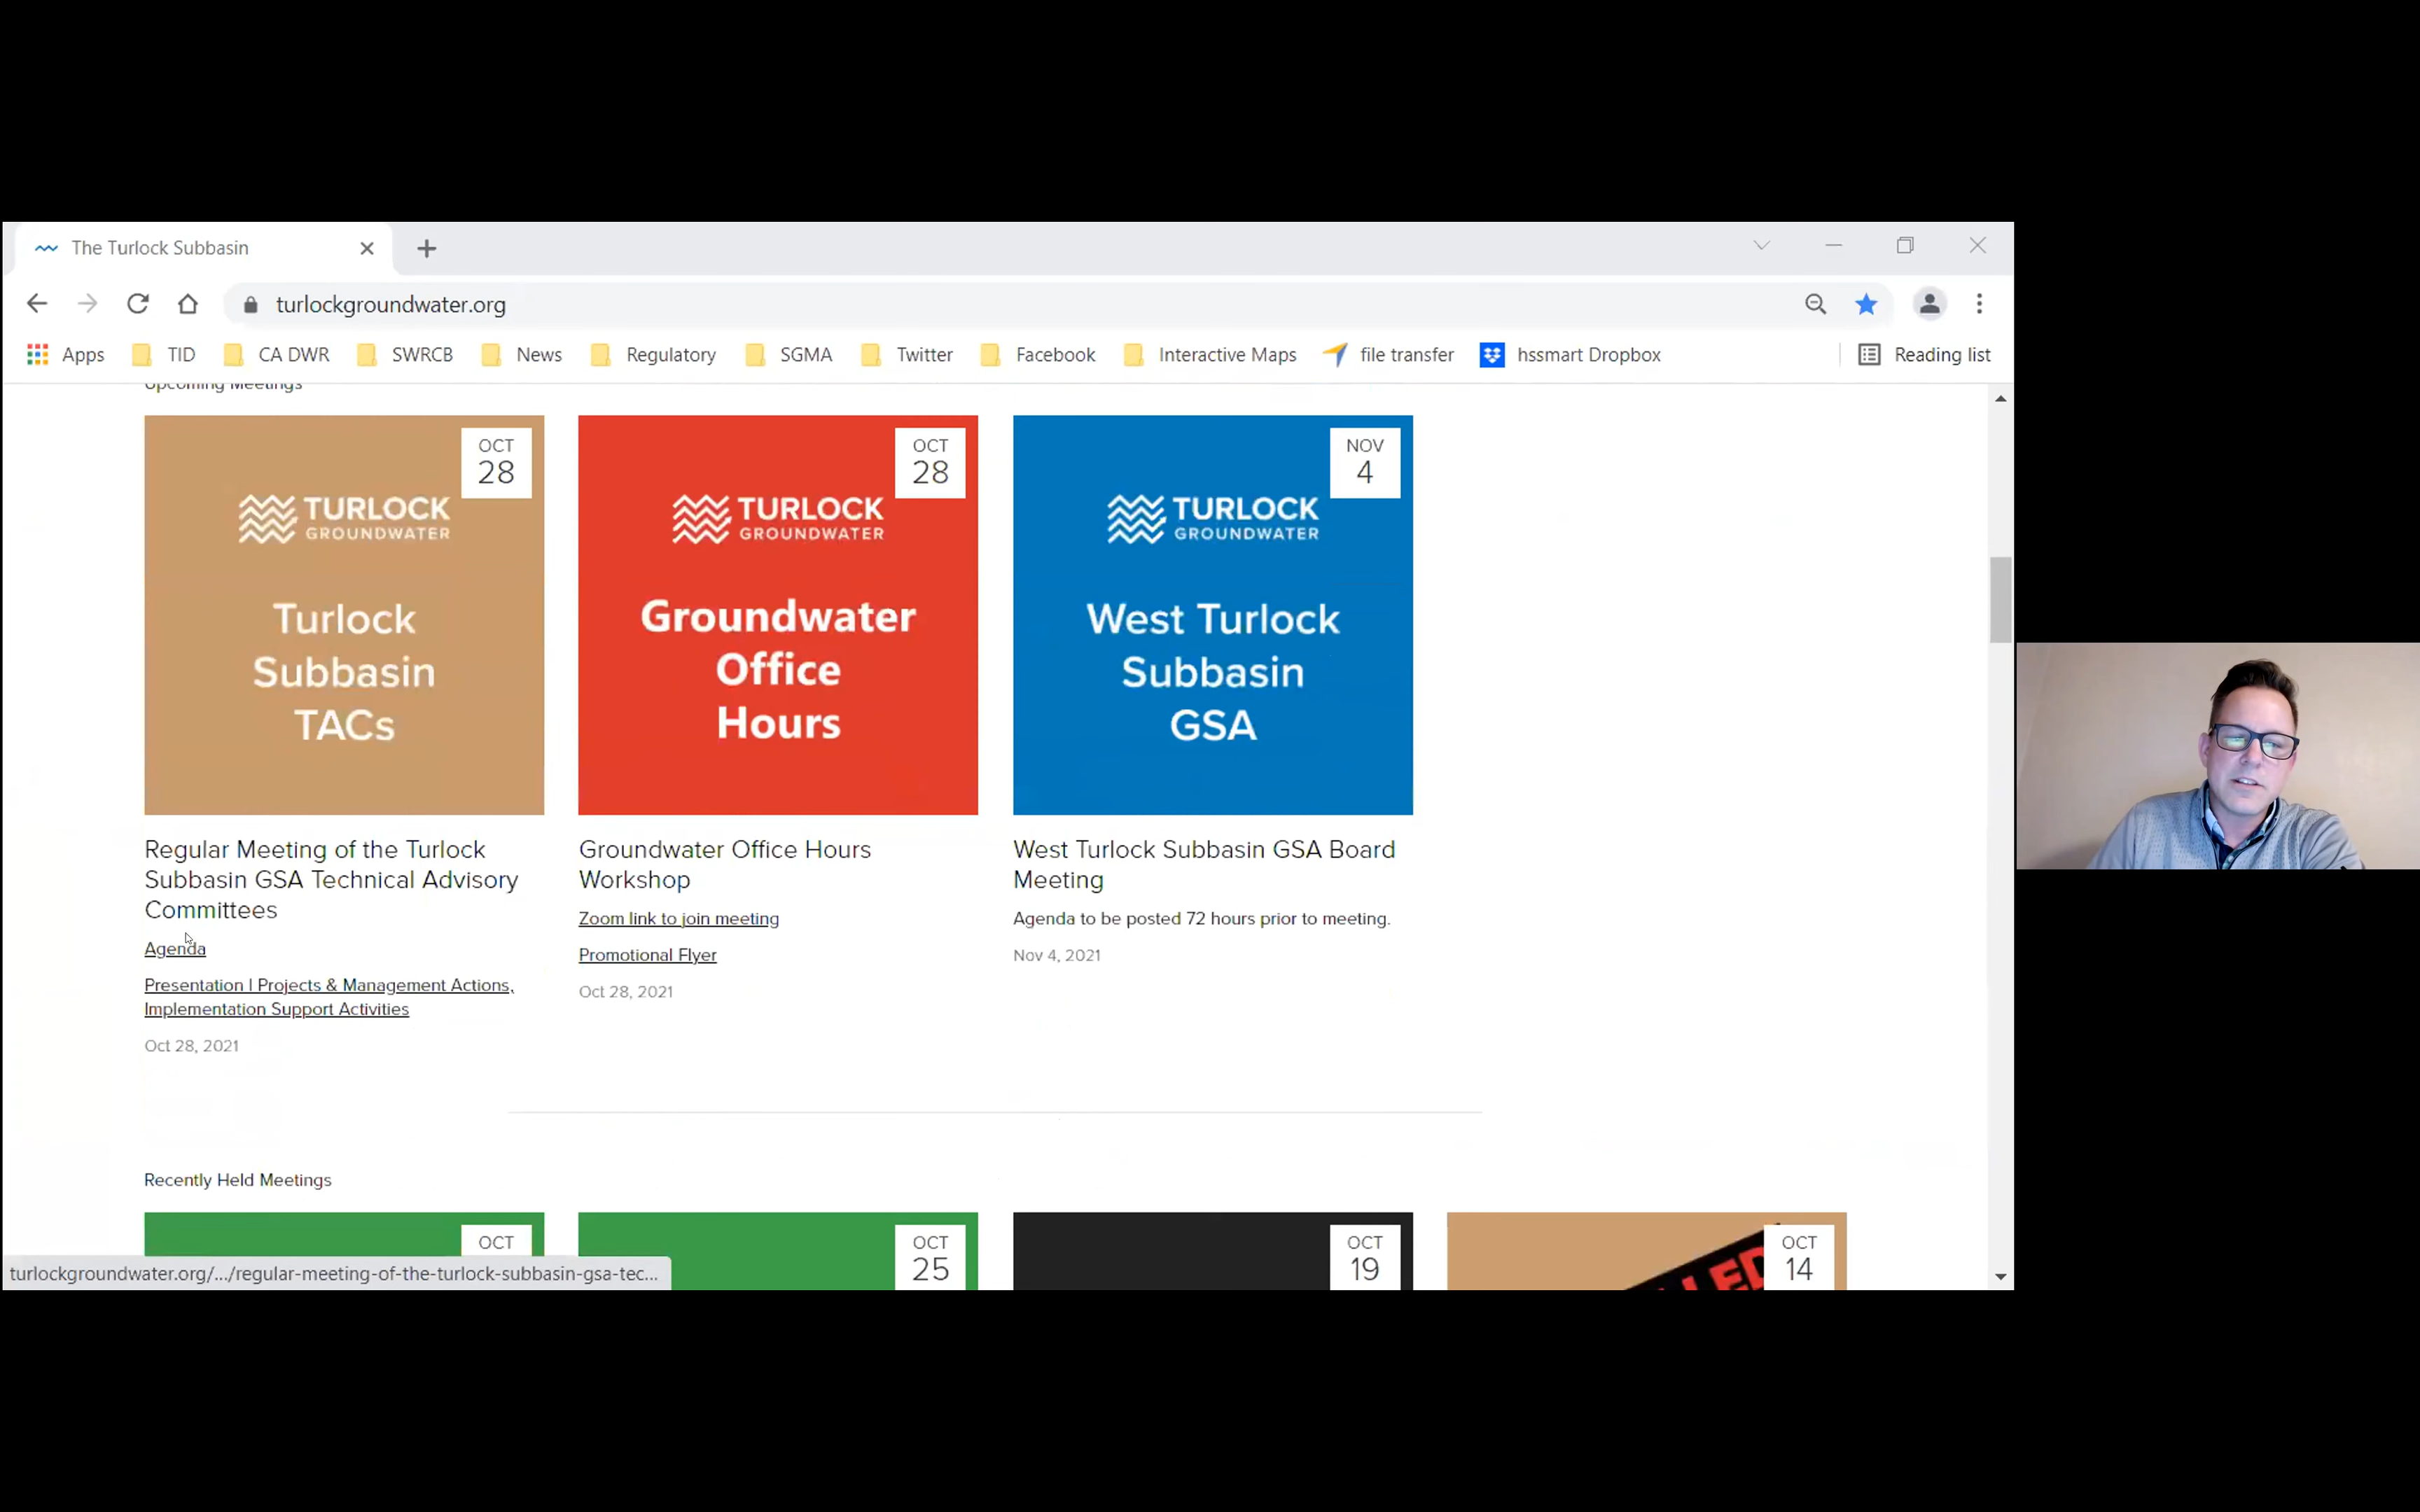 The Turlock Subbasin
turlockgroundwater.org
Apps TID CA DWR SWRCB News Regulatory SGMA Twitter Facebook Interactive Maps file transfer hssmart Dropbox Reading list
Upcoming Meetings
OCT
28
TURLOCK
GROUNDWATER
Turlock
Subbasin
TACs
Regular Meeting of the Turlock
Subbasin GSA Technical Advisory
Committees
Agenda
Presentation | Projects & Management Actions,
Implementation Support Activities
Oct 28, 2021
OCT
28
TURLOCK
GROUNDWATER
Groundwater
Office
Hours
Groundwater Office Hours
Workshop
Zoom link to join meeting
Promotional Flyer
Oct 28, 2021
NOV
4
TURLOCK
GROUNDWATER
West Turlock
Subbasin
GSA
West Turlock Subbasin GSA Board
Meeting
Agenda to be posted 72 hours prior to meeting.
Nov 4, 2021
Recently Held Meetings
OCT
OCT
25
OCT
19
OCT
14
turlockgroundwater.org/.../regular-meeting-of-the-turlock-subbasin-gsa-tec...